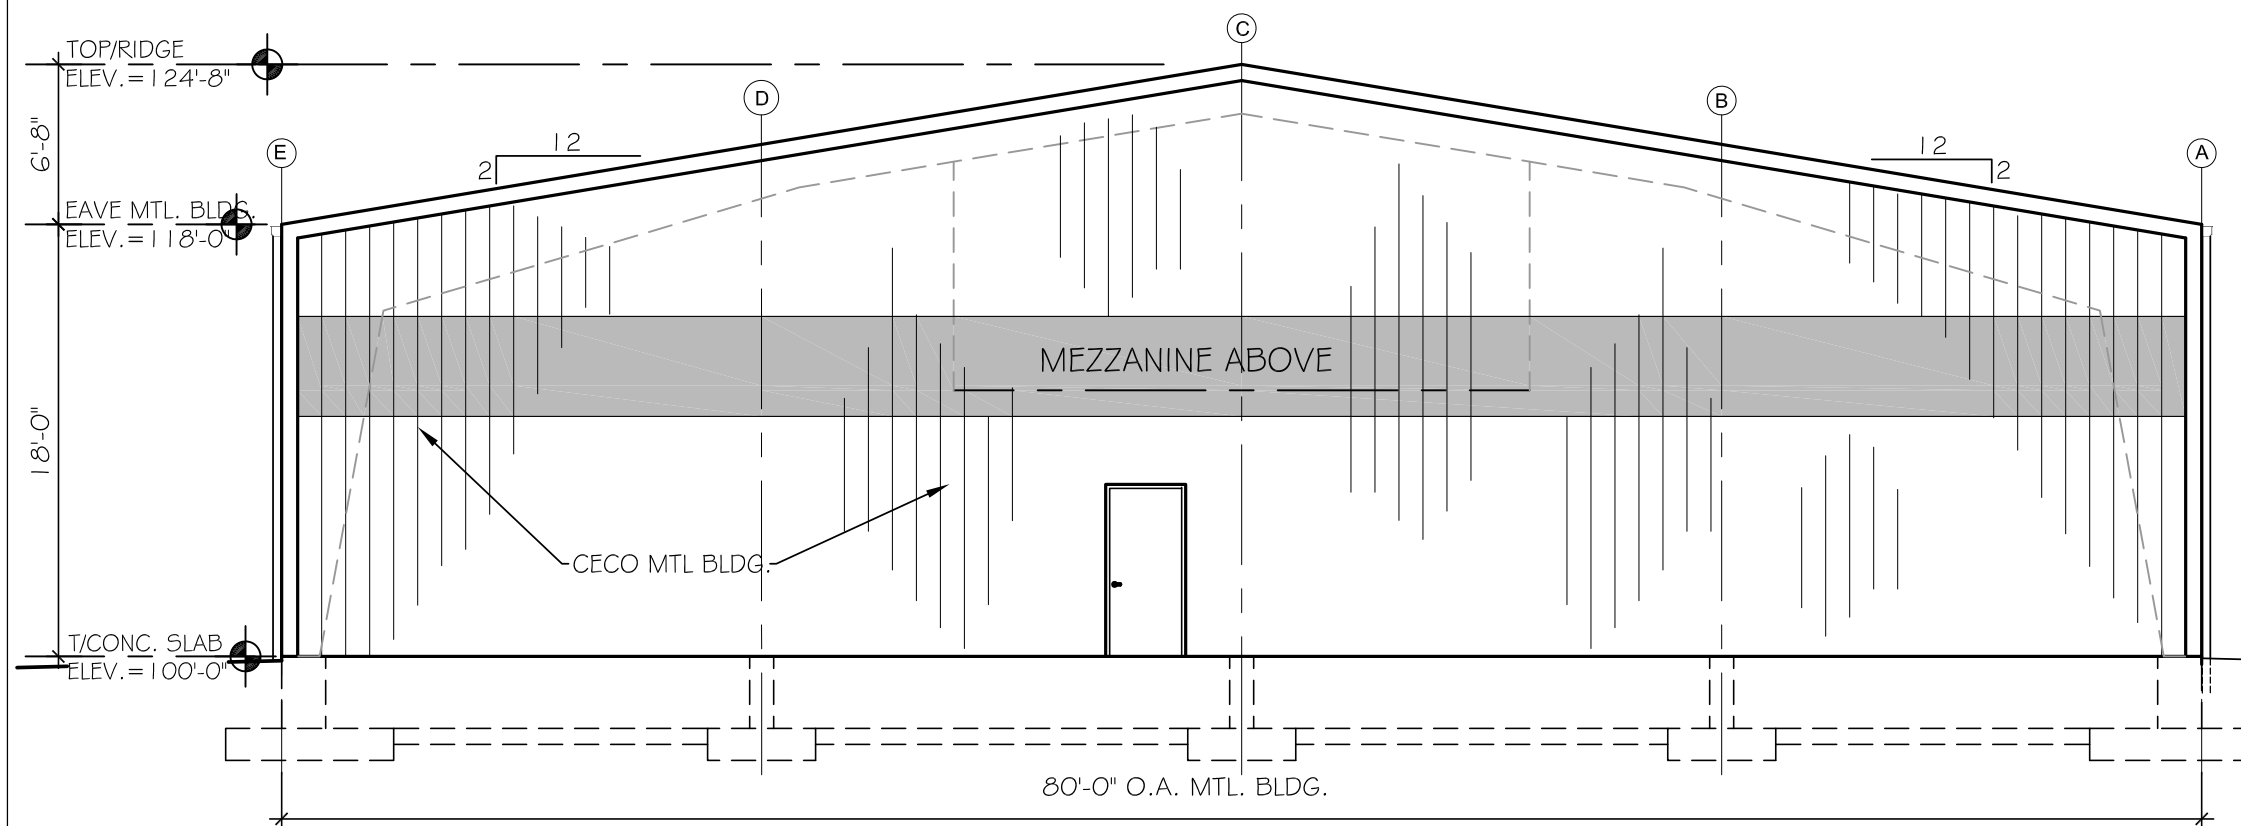 C
TOP/RIDGE
ELEV.=124'-8"
D
B
6'-8"
E
12
2
12
2
A
EAVE MTL. BLDG.
ELEV.=118'-0"
MEZZANINE ABOVE
18'-0"
CECO MTL BLDG.
T/CONC. SLAB
ELEV.=100'-0"
80'-0" O.A. MTL. BLDG.